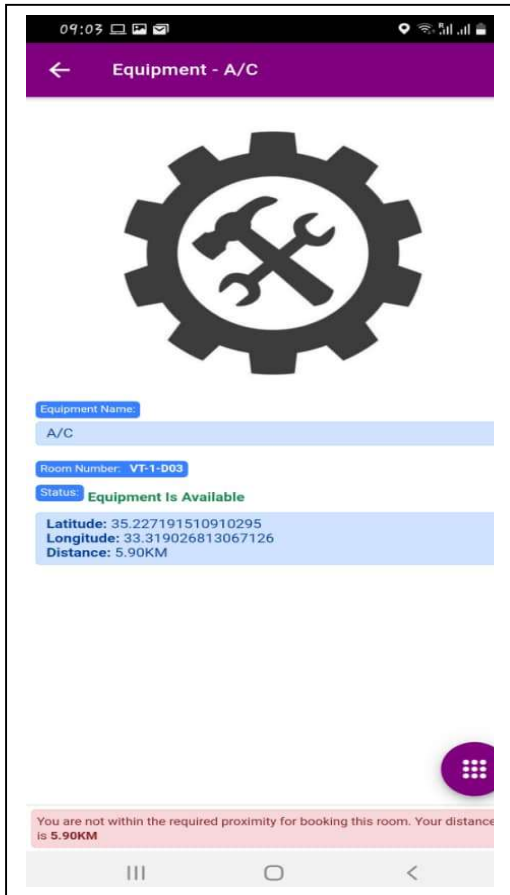 09:03
Equipment - A/C
Equipment Name:
A/C
Room Number: VT-1-D03
Status: Equipment Is Available
Latitude: 35.227191510910295
Longitude: 33.319026813067126
Distance: 5.90KM
You are not within the required proximity for booking this room. Your distance
is 5.90KM